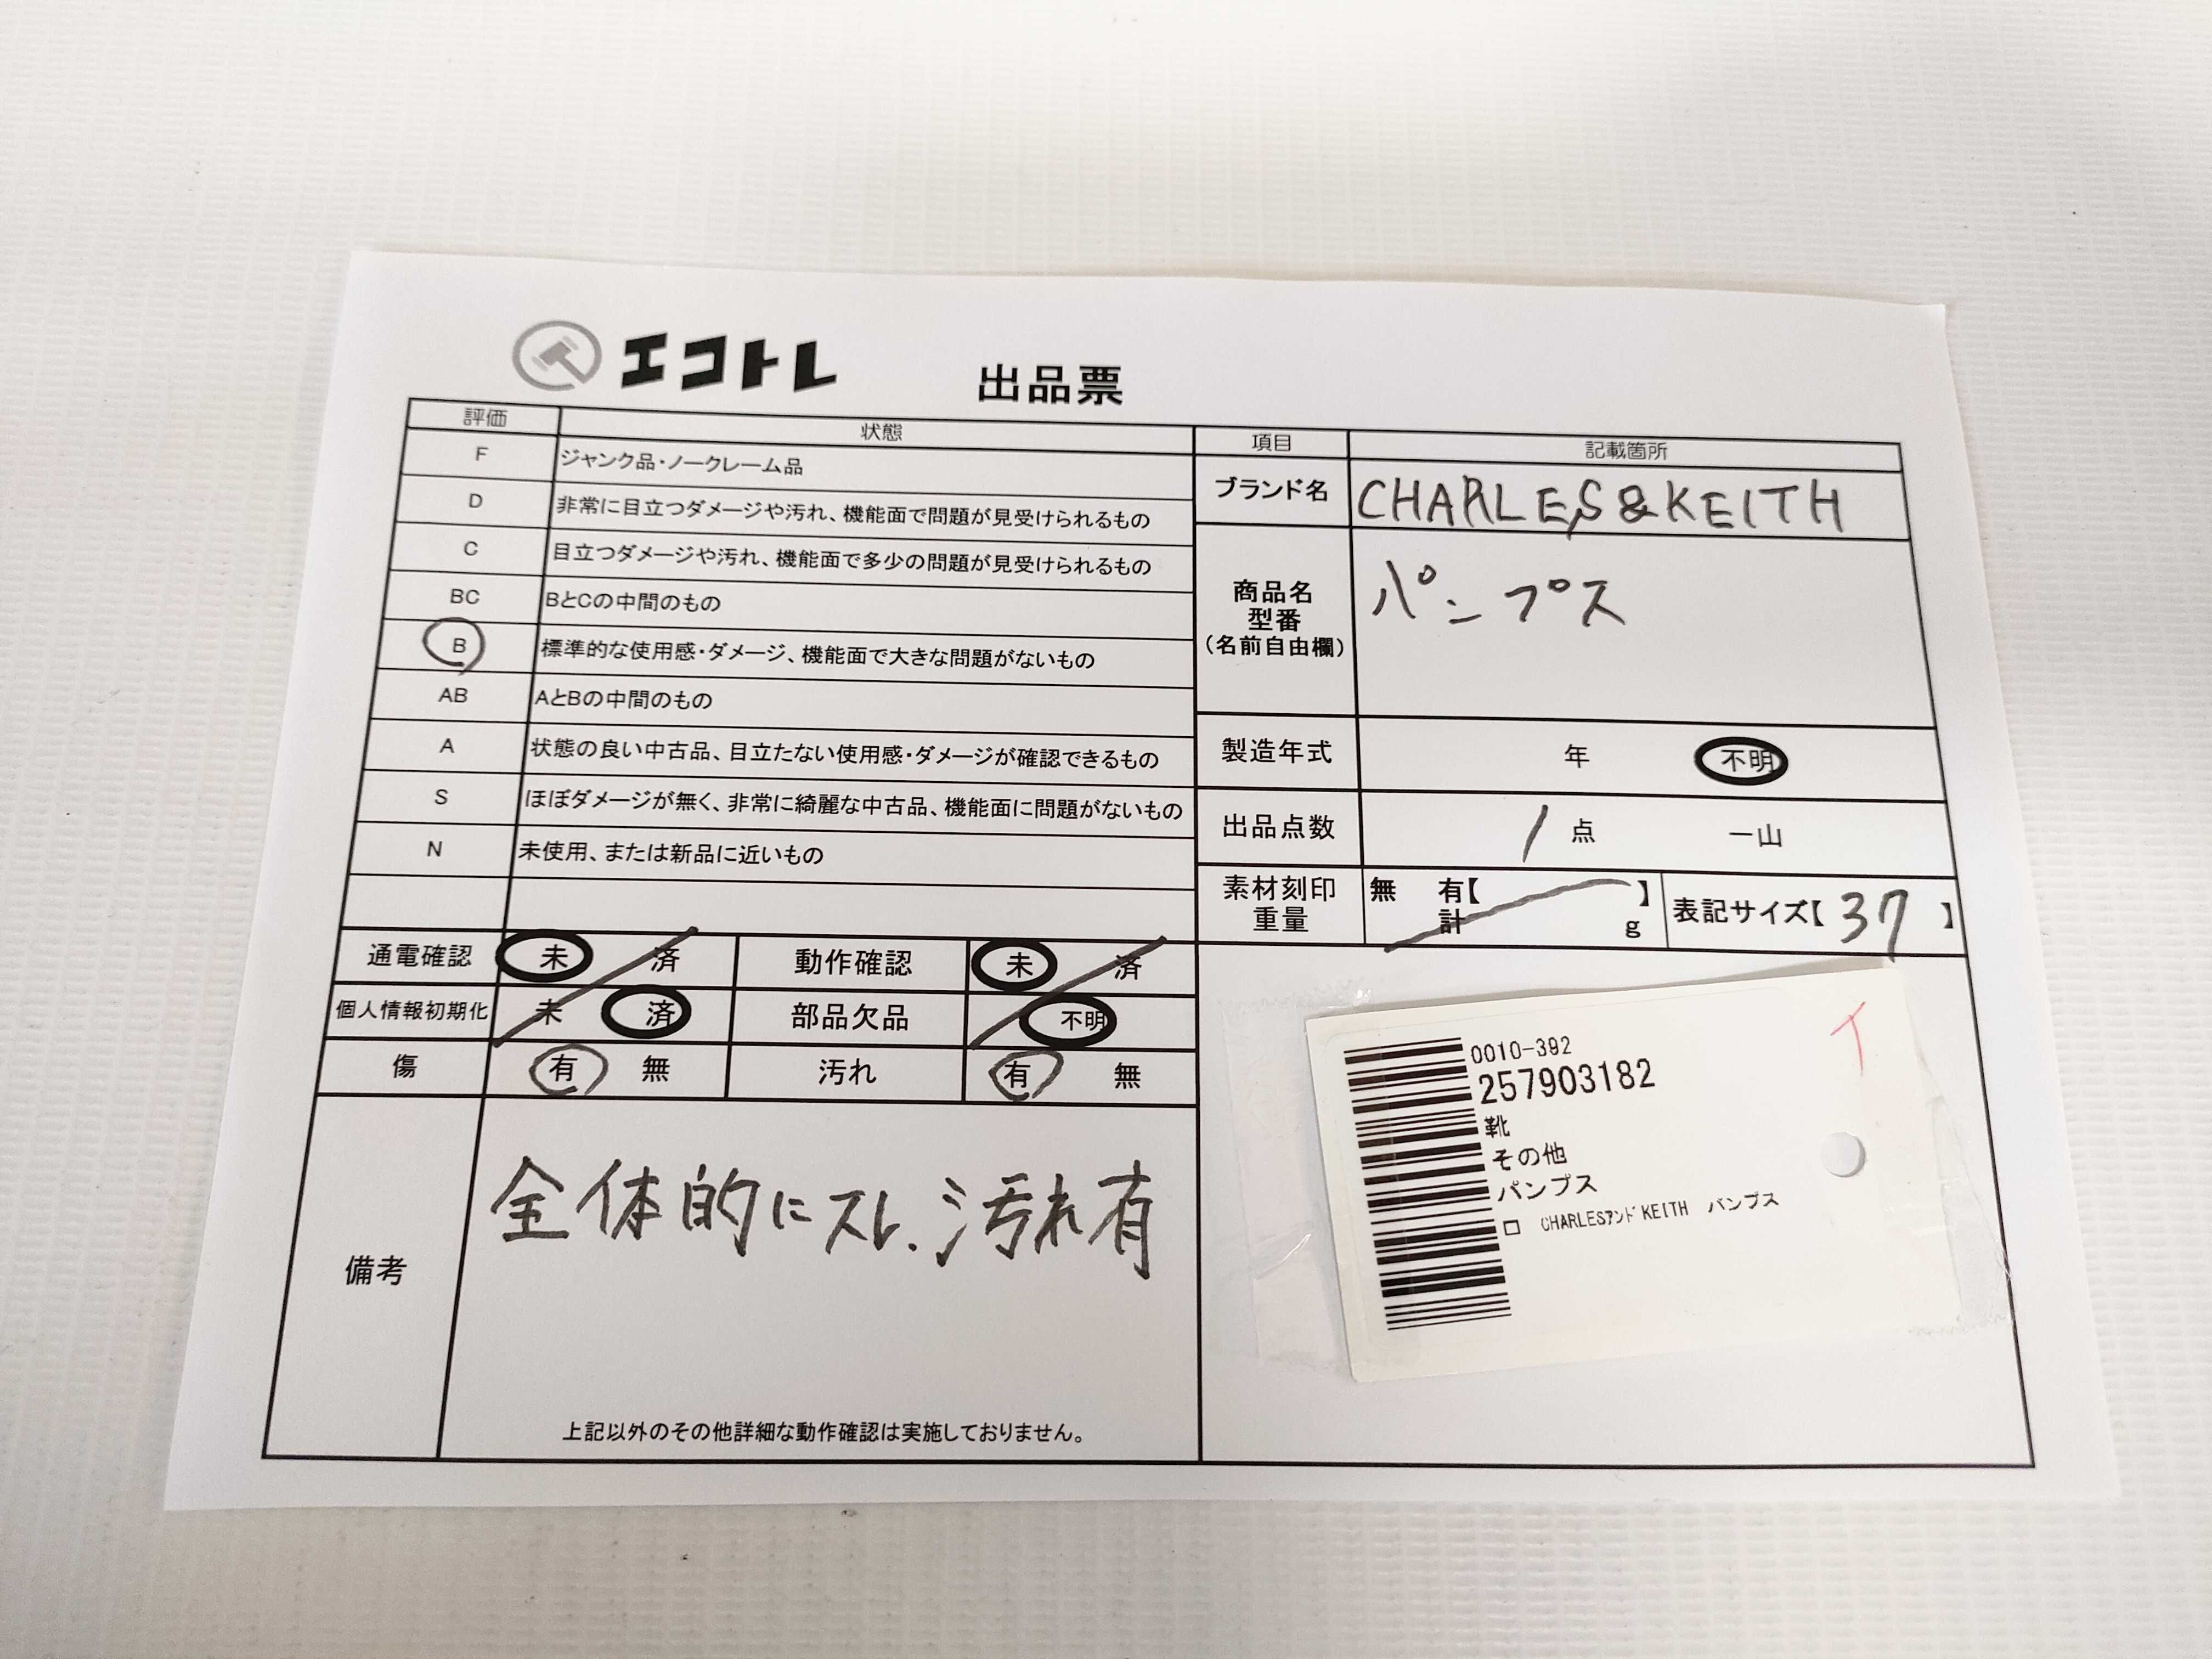 エコトレ 出品票
評価 状態
F ジャンク品・ノークレーム品
D 非常に目立つダメージや汚れ、機能面で問題が見受けられるもの
C 目立つダメージや汚れ、機能面で多少の問題が見受けられるもの
BC BとCの中間のもの
B 標準的な使用感・ダメージ、機能面で大きな問題がないもの
AB AとBの中間のもの
A 状態の良い中古品、目立たない使用感・ダメージが確認できるもの
S ほぼダメージが無く、非常に綺麗な中古品、機能面に問題がないもの
N 未使用、または新品に近いもの
項目 記載箇所
ブランド名 CHARLES&KEITH
商品名
型番
(名前自由欄)
パンプス
製造年式 年 不明
出品点数 1点 一山
素材刻印 無 有【 】
重量 計 g
表記サイズ【37】
通電確認 未 済 動作確認 未 済
個人情報初期化 未 済 部品欠品 不明
傷 有 無 汚れ 有 無
備考
全体的にスレ、汚れ有
上記以外のその他詳細な動作確認は実施しておりません。
0010-392
257903182
靴
その他
パンプス
□ CHARLESアンドKEITH パンプス